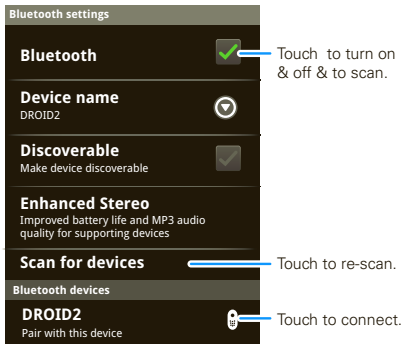 Bluetooth settings
Bluetooth
Touch to turn on
& off & to scan.
Device name
DROID2
Discoverable
Make device discoverable
Enhanced Stereo
Improved battery life and MP3 audio
quality for supporting devices
Scan for devices
Touch to re-scan.
Bluetooth devices
DROID2
Pair with this device
Touch to connect.